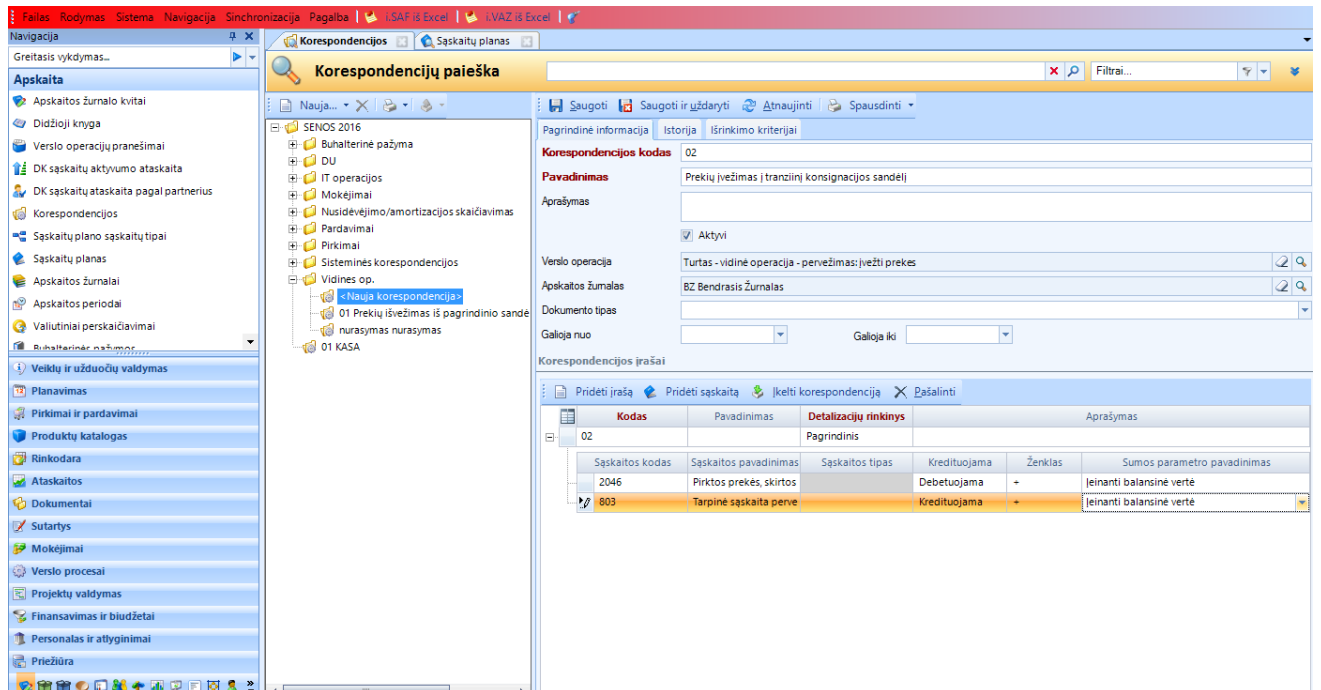 Failas Rodymas Sistema Navigacija Sinchronizacija Pagalba i.SAF iš Excel i.VAZ iš Excel
Navigacija
Greitasis vykdymas...
Apskaita
Apskaitos žurnalo kvitai
Didžioji knyga
Verslo operacijų pranešimai
DK sąskaitų aktyvumo ataskaita
DK sąskaitų ataskaita pagal partnerius
Korespondencijos
Sąskaitų plano sąskaitų tipai
Sąskaitų planas
Apskaitos žurnalai
Apskaitos periodai
Valiutiniai perskaičiavimai
Buhalterinės pažymos
Veiklų ir užduočių valdymas
Planavimas
Pirkimai ir pardavimai
Produktų katalogas
Rinkodara
Ataskaitos
Dokumentai
Sutartys
Mokėjimai
Verslo procesai
Projektų valdymas
Finansavimas ir biudžetai
Personalas ir atlyginimai
Priežiūra
Korespondencijos Sąskaitų planas
Korespondencijų paieška
Filtrai...
Nauja...
SENOS 2016
Buhalterinė pažyma
DU
IT operacijos
Mokėjimai
Nusidėvėjimo/amortizacijos skaičiavimas
Pardavimai
Pirkimai
Sisteminės korespondencijos
Vidines op.
<Nauja korespondencija>
01 Prekių išvežimas iš pagrindinio sandė
nurasymas nurasymas
01 KASA
Saugoti Saugoti ir uždaryti Atnaujinti Spausdinti
Pagrindinė informacija Istorija Išrinkimo kriterijai
Korespondencijos kodas 02
Pavadinimas Prekių įvežimas į tranziinį konsignacijos sandėlį
Aprašymas
Aktyvi
Verslo operacija Turtas - vidinė operacija - pervežimas: įvežti prekes
Apskaitos žurnalas BZ Bendrasis Žurnalas
Dokumento tipas
Galioja nuo Galioja iki
Korespondencijos įrašai
Pridėti įrašą Pridėti sąskaitą Įkelti korespondenciją Pašalinti
Kodas Pavadinimas Detalizacijų rinkinys Aprašymas
02 Pagrindinis
Sąskaitos kodas Sąskaitos pavadinimas Sąskaitos tipas Kredituojama Ženklas Sumos parametro pavadinimas
2046 Pirktos prekės, skirtos Debetuojama + Įeinanti balansinė vertė
803 Tarpinė sąskaita perve Kredituojama + Įeinanti balansinė vertė